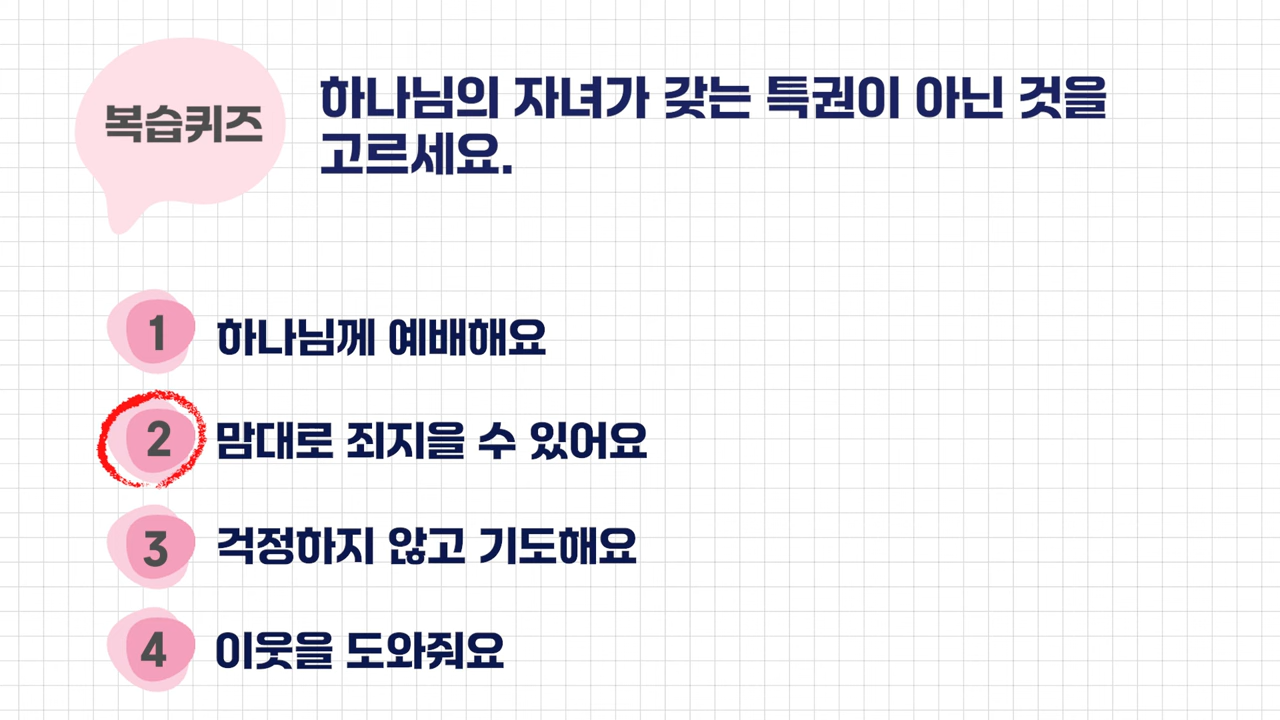 복습퀴즈
하나님의 자녀가 갖는 특권이 아닌 것을
고르세요.
1 하나님께 예배해요
2 맘대로 죄지을 수 있어요
3 걱정하지 않고 기도해요
4 이웃을 도와줘요